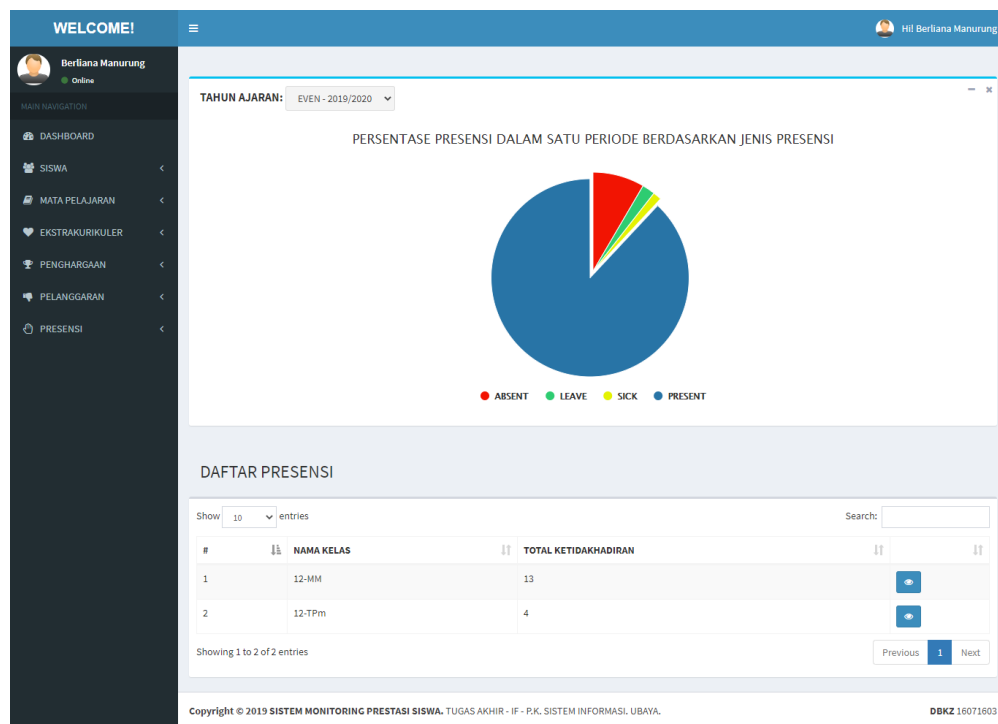 WELCOME!
Hi! Berliana Manurung
Berliana Manurung
Online
MAIN NAVIGATION
DASHBOARD
SISWA
MATA PELAJARAN
EKSTRAKURIKULER
PENGHARGAAN
PELANGGARAN
PRESENSI
TAHUN AJARAN: EVEN - 2019/2020
PERSENTASE PRESENSI DALAM SATU PERIODE BERDASARKAN JENIS PRESENSI
ABSENT LEAVE SICK PRESENT
DAFTAR PRESENSI
Show 10 entries Search:
# NAMA KELAS TOTAL KETIDAKHADIRAN
1 12-MM 13
2 12-TPm 4
Showing 1 to 2 of 2 entries Previous 1 Next
Copyright © 2019 SISTEM MONITORING PRESTASI SISWA. TUGAS AKHIR - IF - P.K. SISTEM INFORMASI. UBAYA. DBKZ 16071603